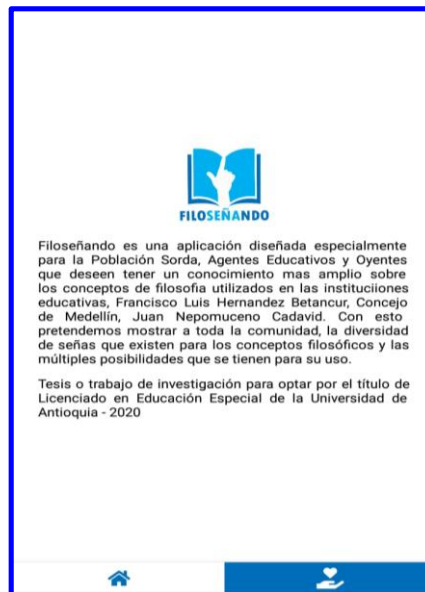 FILOSEÑANDO
Filoseñando es una aplicación diseñada especialmente
para la Población Sorda, Agentes Educativos y Oyentes
que deseen tener un conocimiento mas amplio sobre
los conceptos de filosofia utilizados en las instituciiones
educativas, Francisco Luis Hernandez Betancur, Concejo
de Medellín, Juan Nepomuceno Cadavid. Con esto
pretendemos mostrar a toda la comunidad, la diversidad
de señas que existen para los conceptos filosóficos y las
múltiples posibilidades que se tienen para su uso.
Tesis o trabajo de investigación para optar por el título de
Licenciado en Educación Especial de la Universidad de
Antioquia - 2020